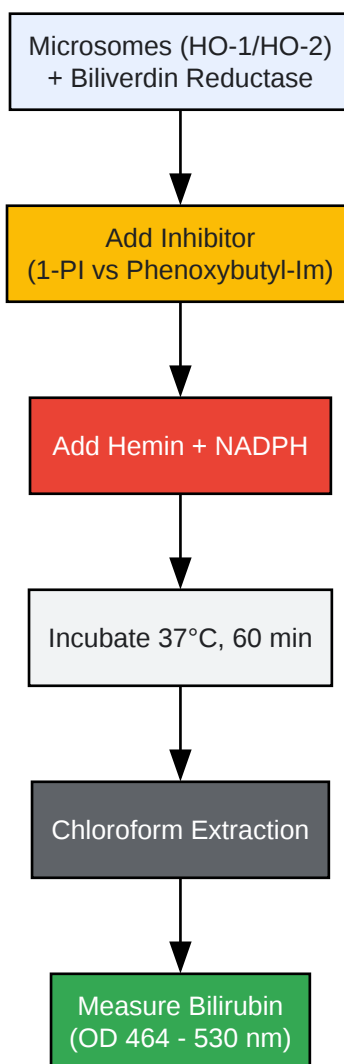 Microsomes (HO-1/HO-2)
+ Biliverdin Reductase
Add Inhibitor
(1-PI vs Phenoxybutyl-Im)
Add Hemin + NADPH
Incubate 37°C, 60 min
Chloroform Extraction
Measure Bilirubin
(OD 464 - 530 nm)